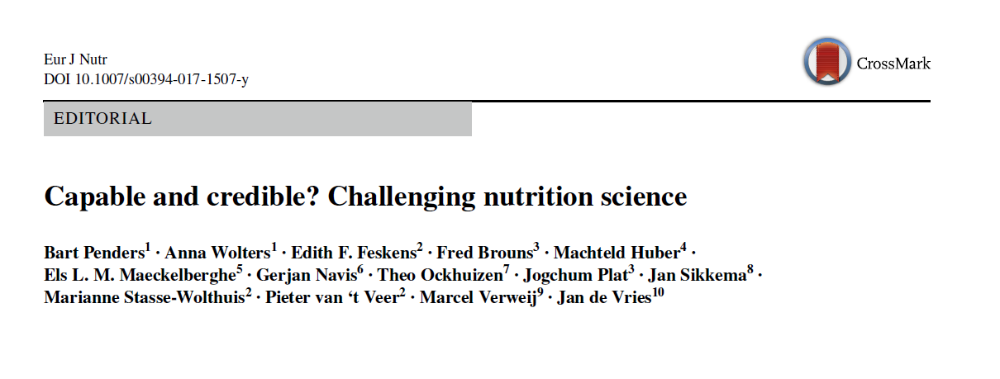 Eur J Nutr
DOI 10.1007/s00394-017-1507-y
CrossMark
EDITORIAL
Capable and credible? Challenging nutrition science
Bart Penders1 · Anna Wolters1 · Edith F. Feskens2 · Fred Brouns3 · Machteld Huber4 ·
Els L. M. Maeckelberghe5 · Gerjan Navis6 · Theo Ockhuizen7 · Jogchum Plat3 · Jan Sikkema8 ·
Marianne Stasse-Wolthuis2 · Pieter van ‘t Veer2 · Marcel Verweij9 · Jan de Vries10